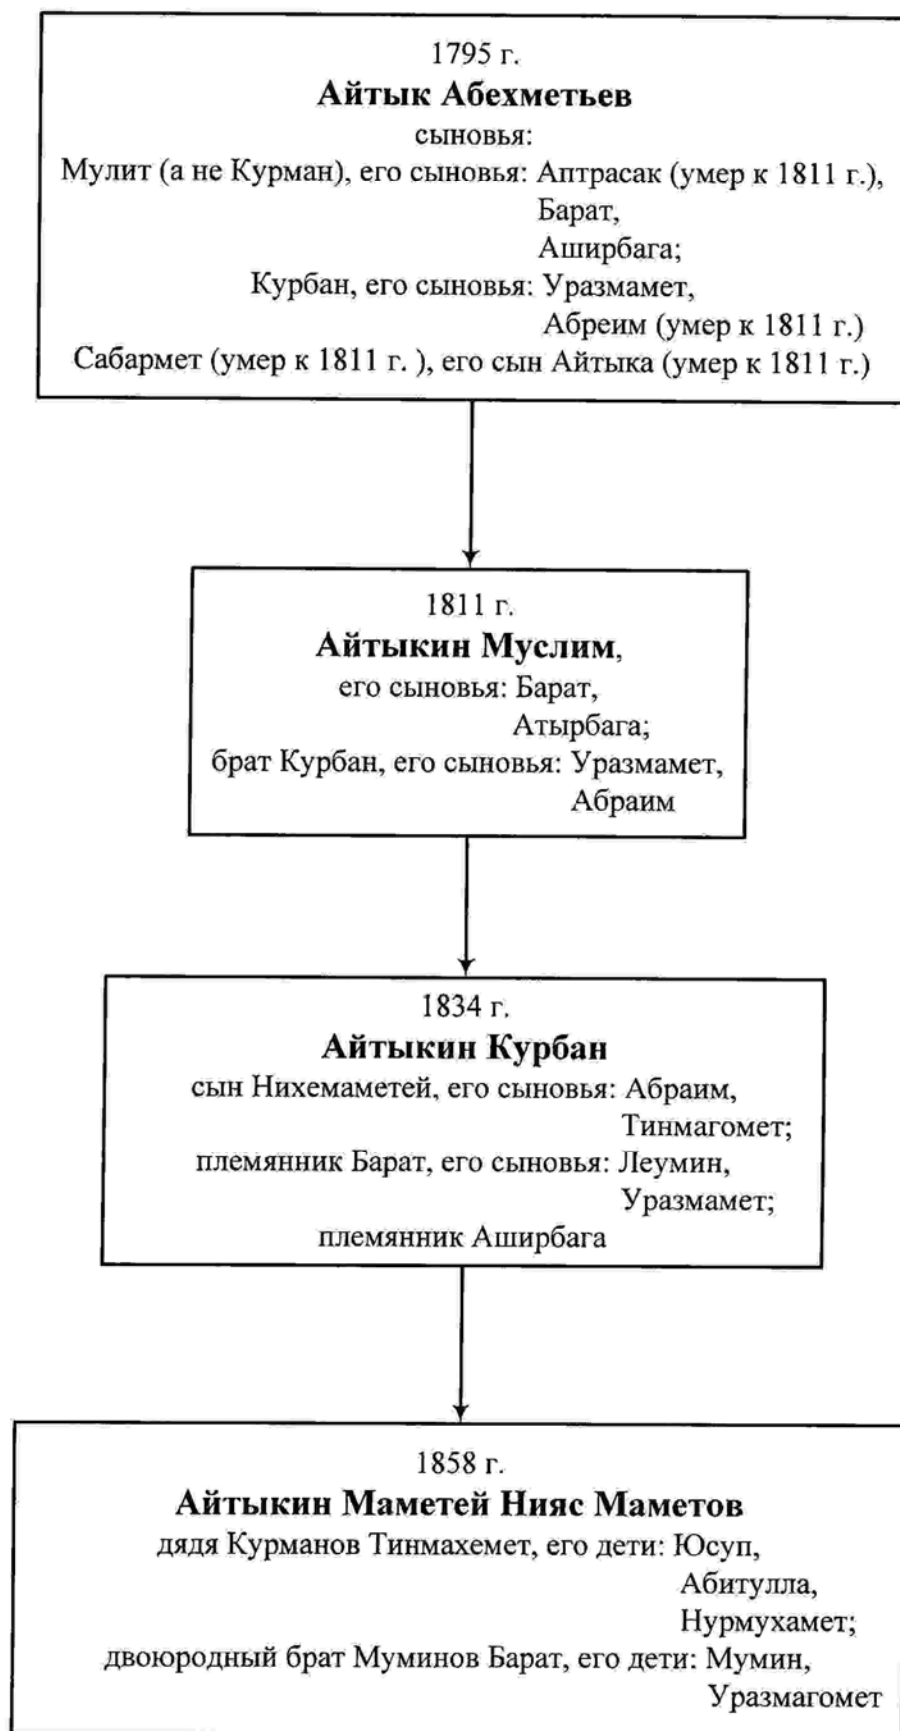 1795 г.
Айтык Абехметьев
сыновья:
Мулит (а не Курман), его сыновья: Аптрасак (умер к 1811 г.),
Барат,
Аширбага;
Курбан, его сыновья: Уразмамет,
Абреим (умер к 1811 г.)
Сабармет (умер к 1811 г. ), его сын Айтыка (умер к 1811 г.)
1811 г.
Айтыкин Муслим,
его сыновья: Барат,
Атырбага;
брат Курбан, его сыновья: Уразмамет,
Абраим
1834 г.
Айтыкин Курбан
сын Нихемаметей, его сыновья: Абраим,
Тинмагомет;
племянник Барат, его сыновья: Леумин,
Уразмамет;
племянник Аширбага
1858 г.
Айтыкин Маметей Нияс Маметов
дядя Курманов Тинмахемет, его дети: Юсуп,
Абитулла,
Нурмухамет;
двоюродный брат Муминов Барат, его дети: Мумин,
Уразмагомет